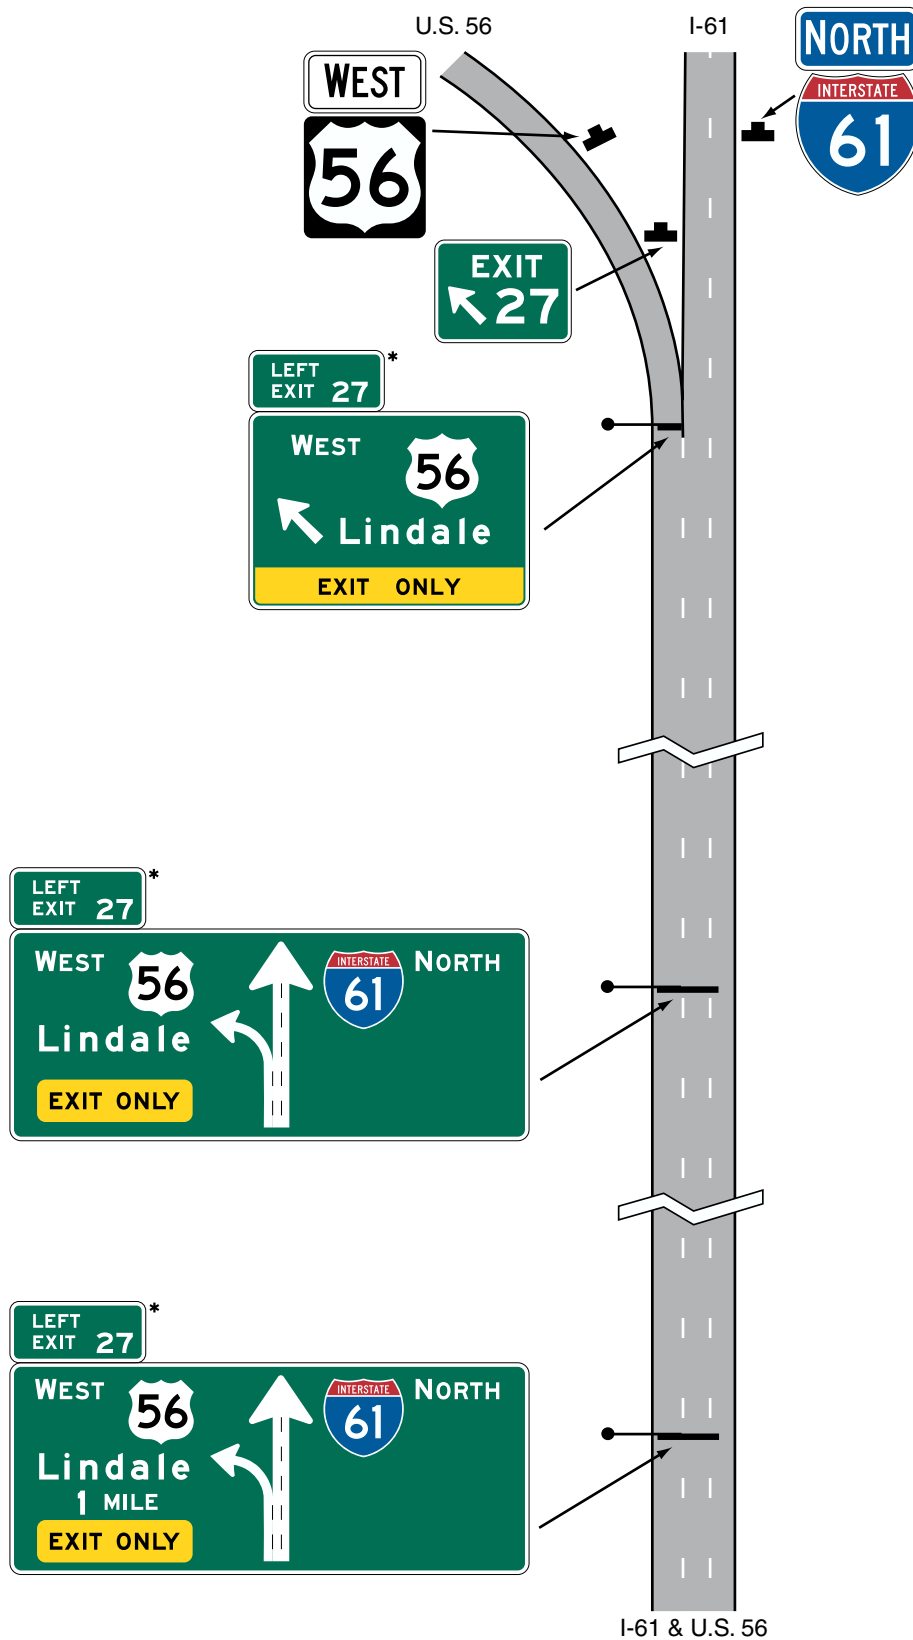 U.S. 56
I-61
NORTH
INTERSTATE
61
WEST
56
EXIT
27
LEFT
EXIT 27
*
WEST
56
Lindale
EXIT ONLY
LEFT
EXIT 27
*
WEST
56
INTERSTATE
61
NORTH
Lindale
EXIT ONLY
LEFT
EXIT 27
*
WEST
56
INTERSTATE
61
NORTH
Lindale
1 MILE
EXIT ONLY
I-61 & U.S. 56